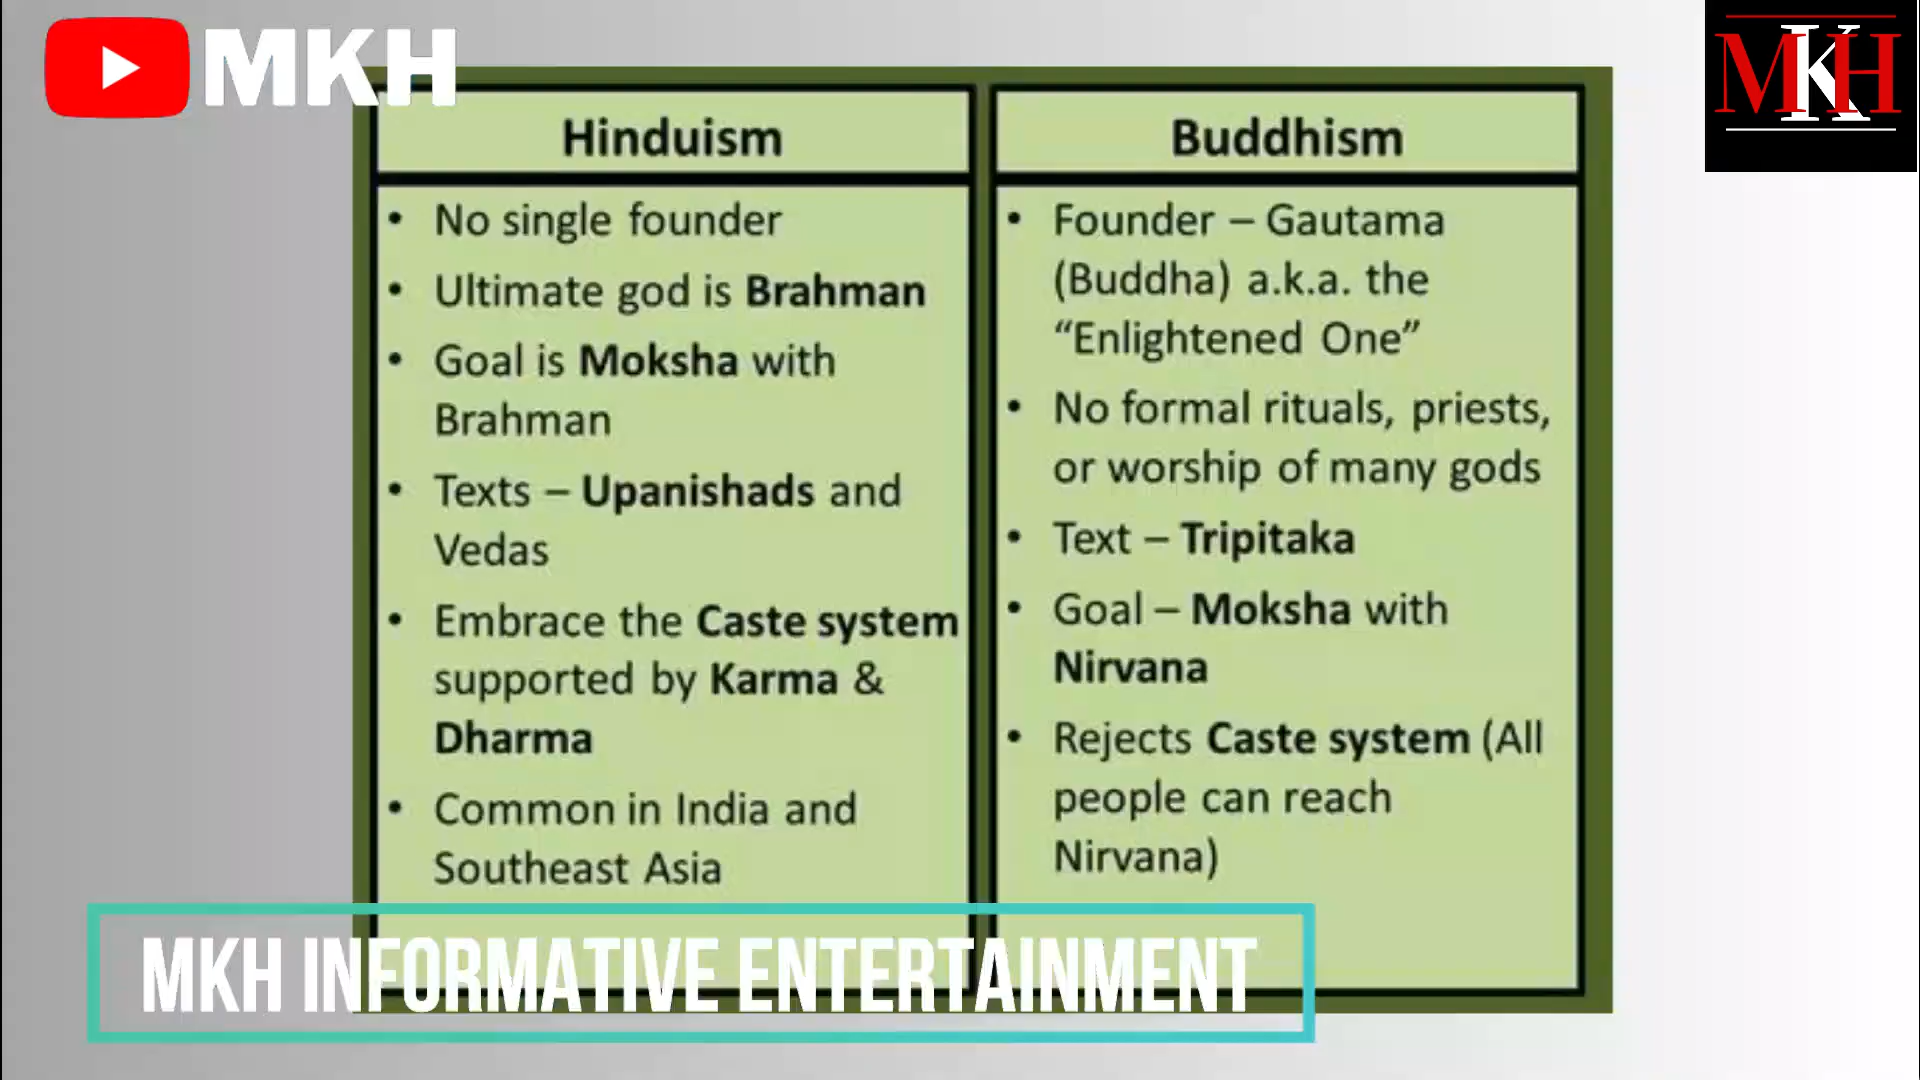 MKH
MKH
Hinduism
• No single founder
• Ultimate god is Brahman
• Goal is Moksha with
Brahman
• Texts – Upanishads and
Vedas
• Embrace the Caste system
supported by Karma &
Dharma
• Common in India and
Southeast Asia
Buddhism
• Founder – Gautama
(Buddha) a.k.a. the
“Enlightened One”
• No formal rituals, priests,
or worship of many gods
• Text – Tripitaka
• Goal – Moksha with
Nirvana
• Rejects Caste system (All
people can reach
Nirvana)
MKH INFORMATIVE ENTERTAINMENT